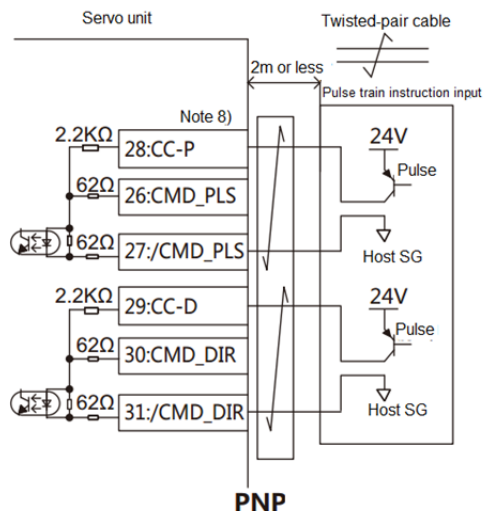 Servo unit
Twisted-pair cable
2m or less
Pulse train instruction input
Note 8)
2.2KΩ
28:CC-P
24V
Pulse
62Ω
26:CMD_PLS
62Ω
27:/CMD_PLS
Host SG
2.2KΩ
29:CC-D
24V
Pulse
62Ω
30:CMD_DIR
62Ω
31:/CMD_DIR
Host SG
PNP